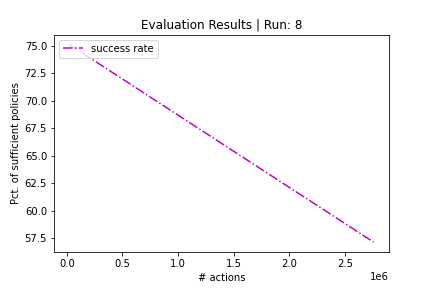 Evaluation Results | Run: 8
success rate
Pct. of sufficient policies
75.0
72.5
70.0
67.5
65.0
62.5
60.0
57.5
0.0 0.5 1.0 1.5 2.0 2.5
1e6
# actions